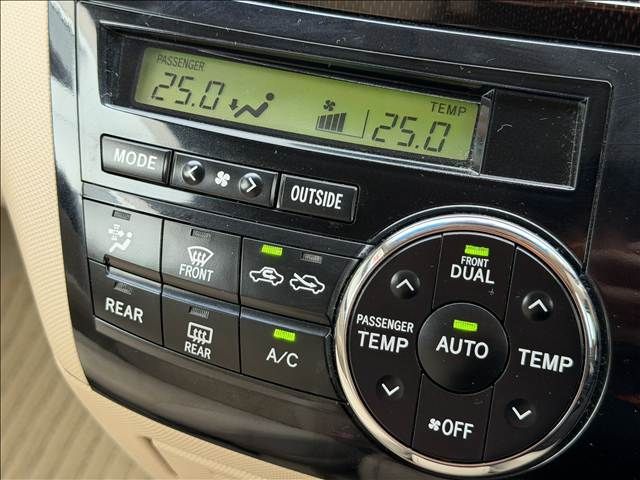 PASSENGER TEMP
25.0 25.0
MODE OUTSIDE
FRONT
REAR REAR A/C
FRONT
DUAL
PASSENGER
TEMP
AUTO
TEMP
OFF